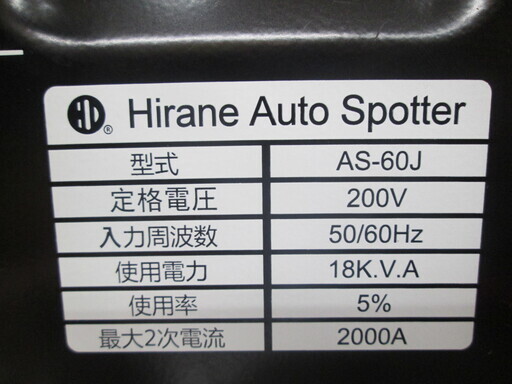 ® Hirane Auto Spotter
型式 AS-60J
定格電圧 200V
入力周波数 50/60Hz
使用電力 18K.V.A
使用率 5%
最大2次電流 2000A